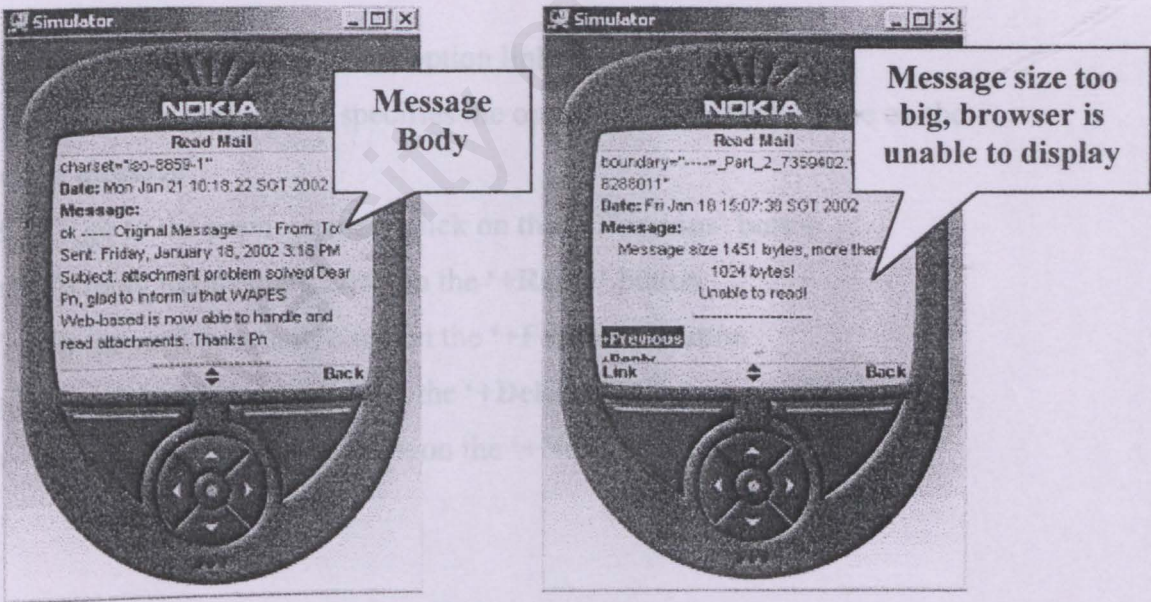 Simulator
NOKIA
Read Mail
charset="iso-8859-1"
Date: Mon Jan 21 10:18:22 SGT 2002
Message:
ok ----- Original Message ----- From: To:
Sent: Friday, January 18, 2002 3:16 PM
Subject: attachment problem solved Dear
Pn, glad to inform u that WAPES
Web-based is now able to handle and
read attachments. Thanks Pn
Back
Message
Body
Simulator
NOKIA
Read Mail
boundary="----=_Part_2_7359402.
8288011"
Date: Fri Jan 18 15:07:38 SGT 2002
Message:
Message size 1451 bytes, more than
1024 bytes!
Unable to read!
+Previous
+Reply
Link
Back
Message size too
big, browser is
unable to display